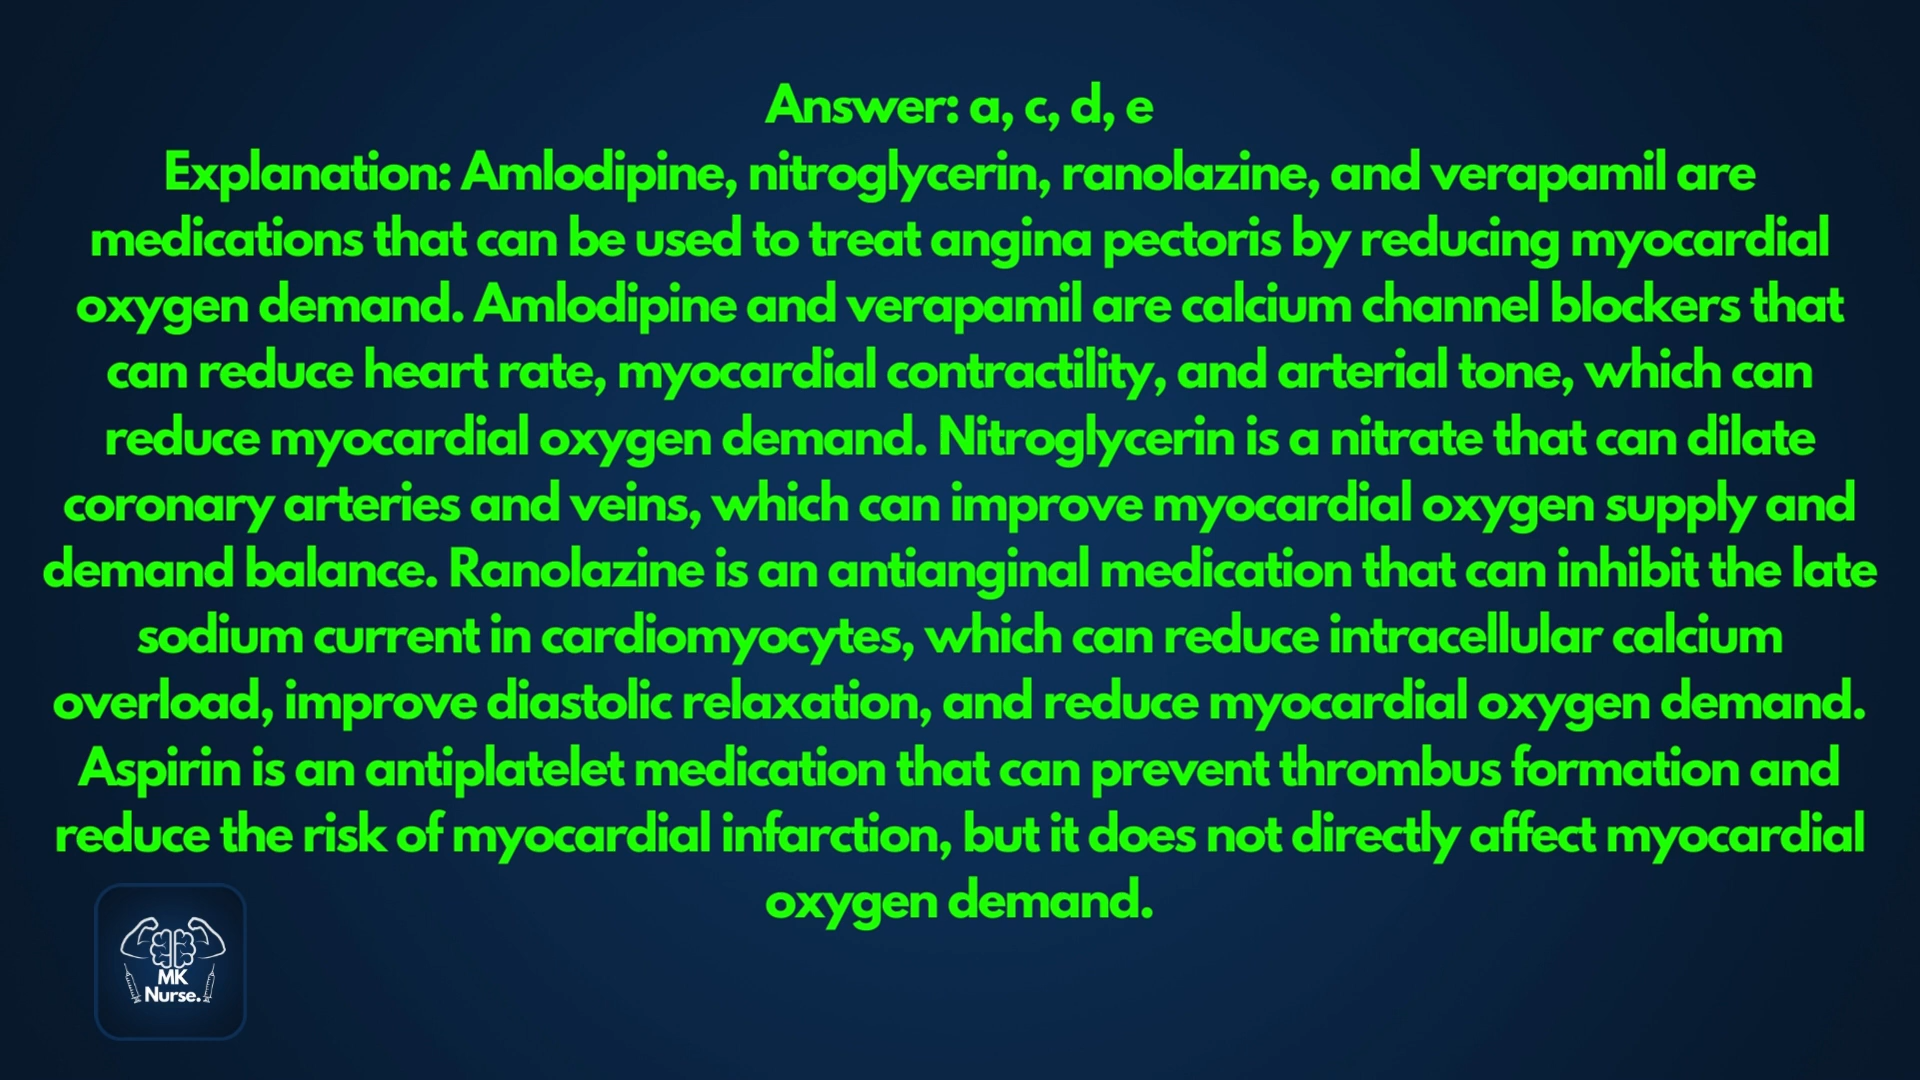 Answer: a, c, d, e
Explanation: Amlodipine, nitroglycerin, ranolazine, and verapamil are
medications that can be used to treat angina pectoris by reducing myocardial
oxygen demand. Amlodipine and verapamil are calcium channel blockers that
can reduce heart rate, myocardial contractility, and arterial tone, which can
reduce myocardial oxygen demand. Nitroglycerin is a nitrate that can dilate
coronary arteries and veins, which can improve myocardial oxygen supply and
demand balance. Ranolazine is an antianginal medication that can inhibit the late
sodium current in cardiomyocytes, which can reduce intracellular calcium
overload, improve diastolic relaxation, and reduce myocardial oxygen demand.
Aspirin is an antiplatelet medication that can prevent thrombus formation and
reduce the risk of myocardial infarction, but it does not directly affect myocardial
oxygen demand.
MK
Nurse.